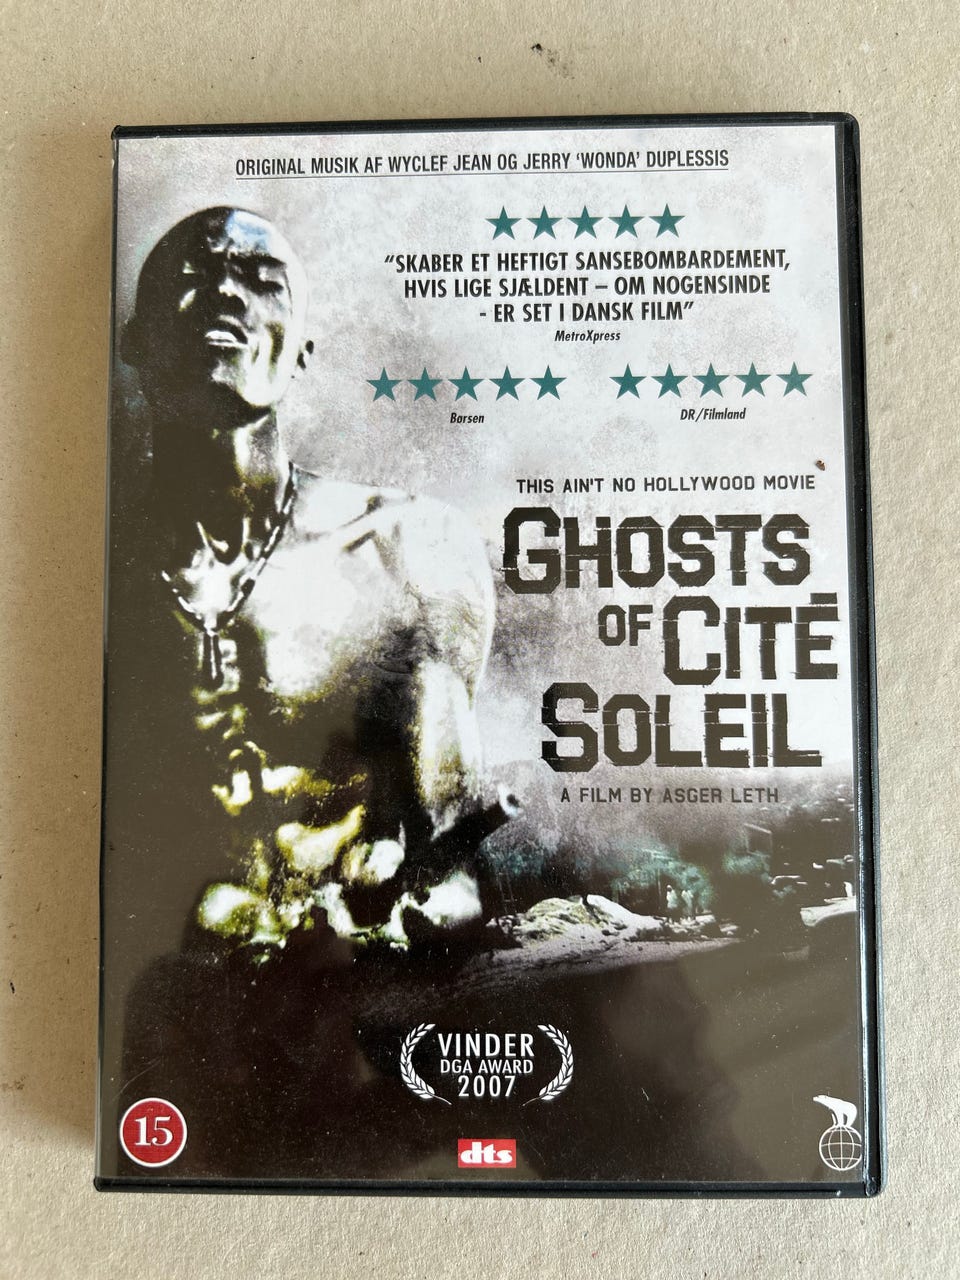 ORIGINAL MUSIK AF WYCLEF JEAN OG JERRY ‘WONDA’ DUPLESSIS
“SKABER ET HEFTIGT SANSEBOMBARDEMENT,
HVIS LIGE SJÆLDENT – OM NOGENSINDE
- ER SET I DANSK FILM”
MetroXpress
Børsen
DR/Filmland
THIS AIN'T NO HOLLYWOOD MOVIE
GHOSTS
OF CITÉ
SOLEIL
A FILM BY ASGER LETH
VINDER
DGA AWARD
2007
15
dts